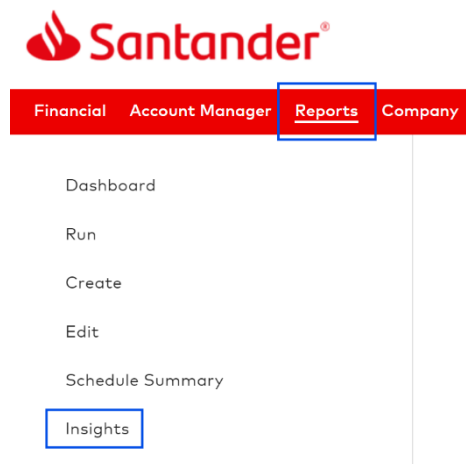 Santander®
Financial Account Manager Reports Company
Dashboard
Run
Create
Edit
Schedule Summary
Insights